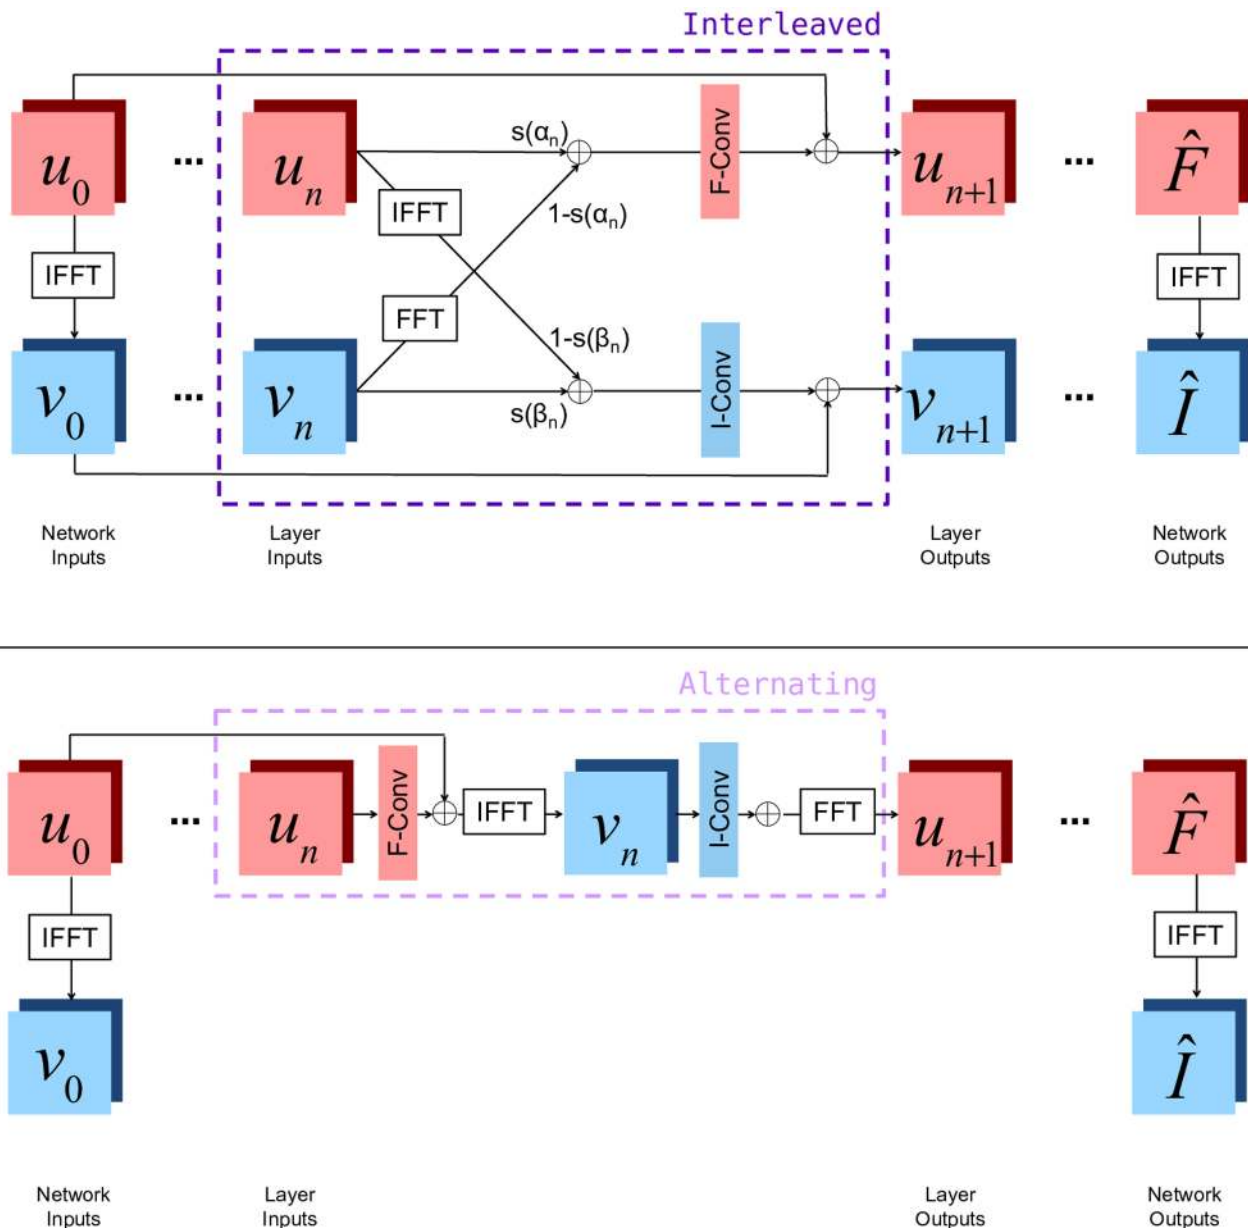 Interleaved
u0 ... un s(αn) F-Conv un+1 ... F̂
IFFT 1-s(αn)
IFFT IFFT
FFT 1-s(βn)
v0 ... vn s(βn) I-Conv vn+1 ... Î
Network Inputs
Layer Inputs
Layer Outputs
Network Outputs
Alternating
u0 ... un F-Conv IFFT vn I-Conv FFT un+1 ... F̂
IFFT IFFT
v0 Î
Network Inputs
Layer Inputs
Layer Outputs
Network Outputs